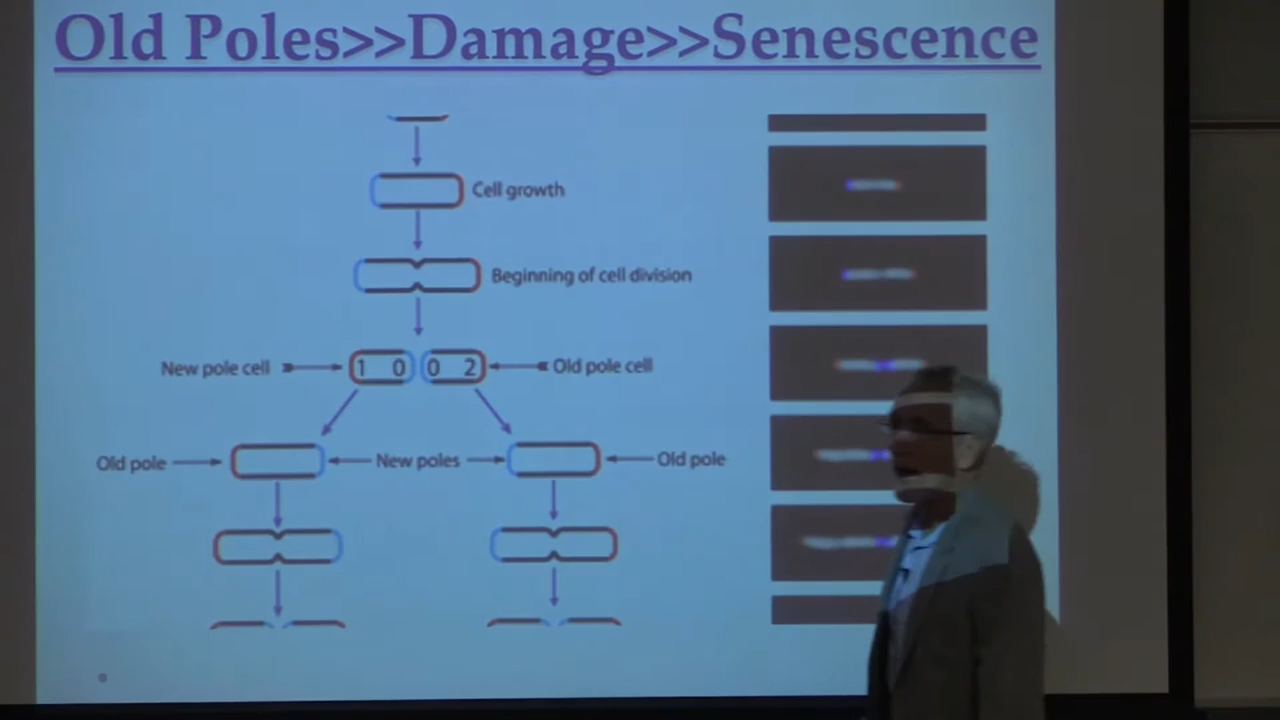 Old Poles>>Damage>>Senescence
Cell growth
Beginning of cell division
New pole cell
1 0 0 2
Old pole cell
Old pole
New poles
Old pole